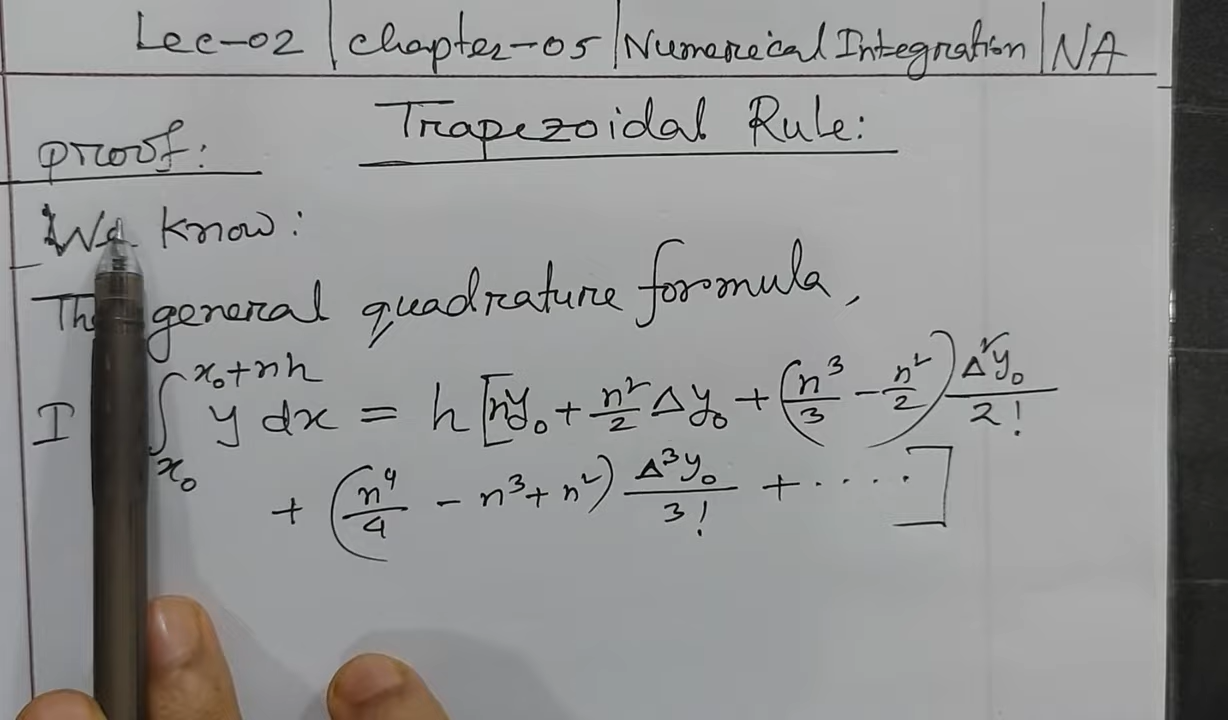 Lec-02 | chapter-05 | Numerical Integration | NA
Trapezoidal Rule:
proof:
We know:
general quadrature formula,
I ∫_{x₀}^{x₀+nh} y dx = h [ny₀ + n²/2 Δy₀ + (n³/3 − n²/2) Δ²y₀/2!
+ (n⁴/4 − n³ + n²) Δ³y₀/3! + ....]